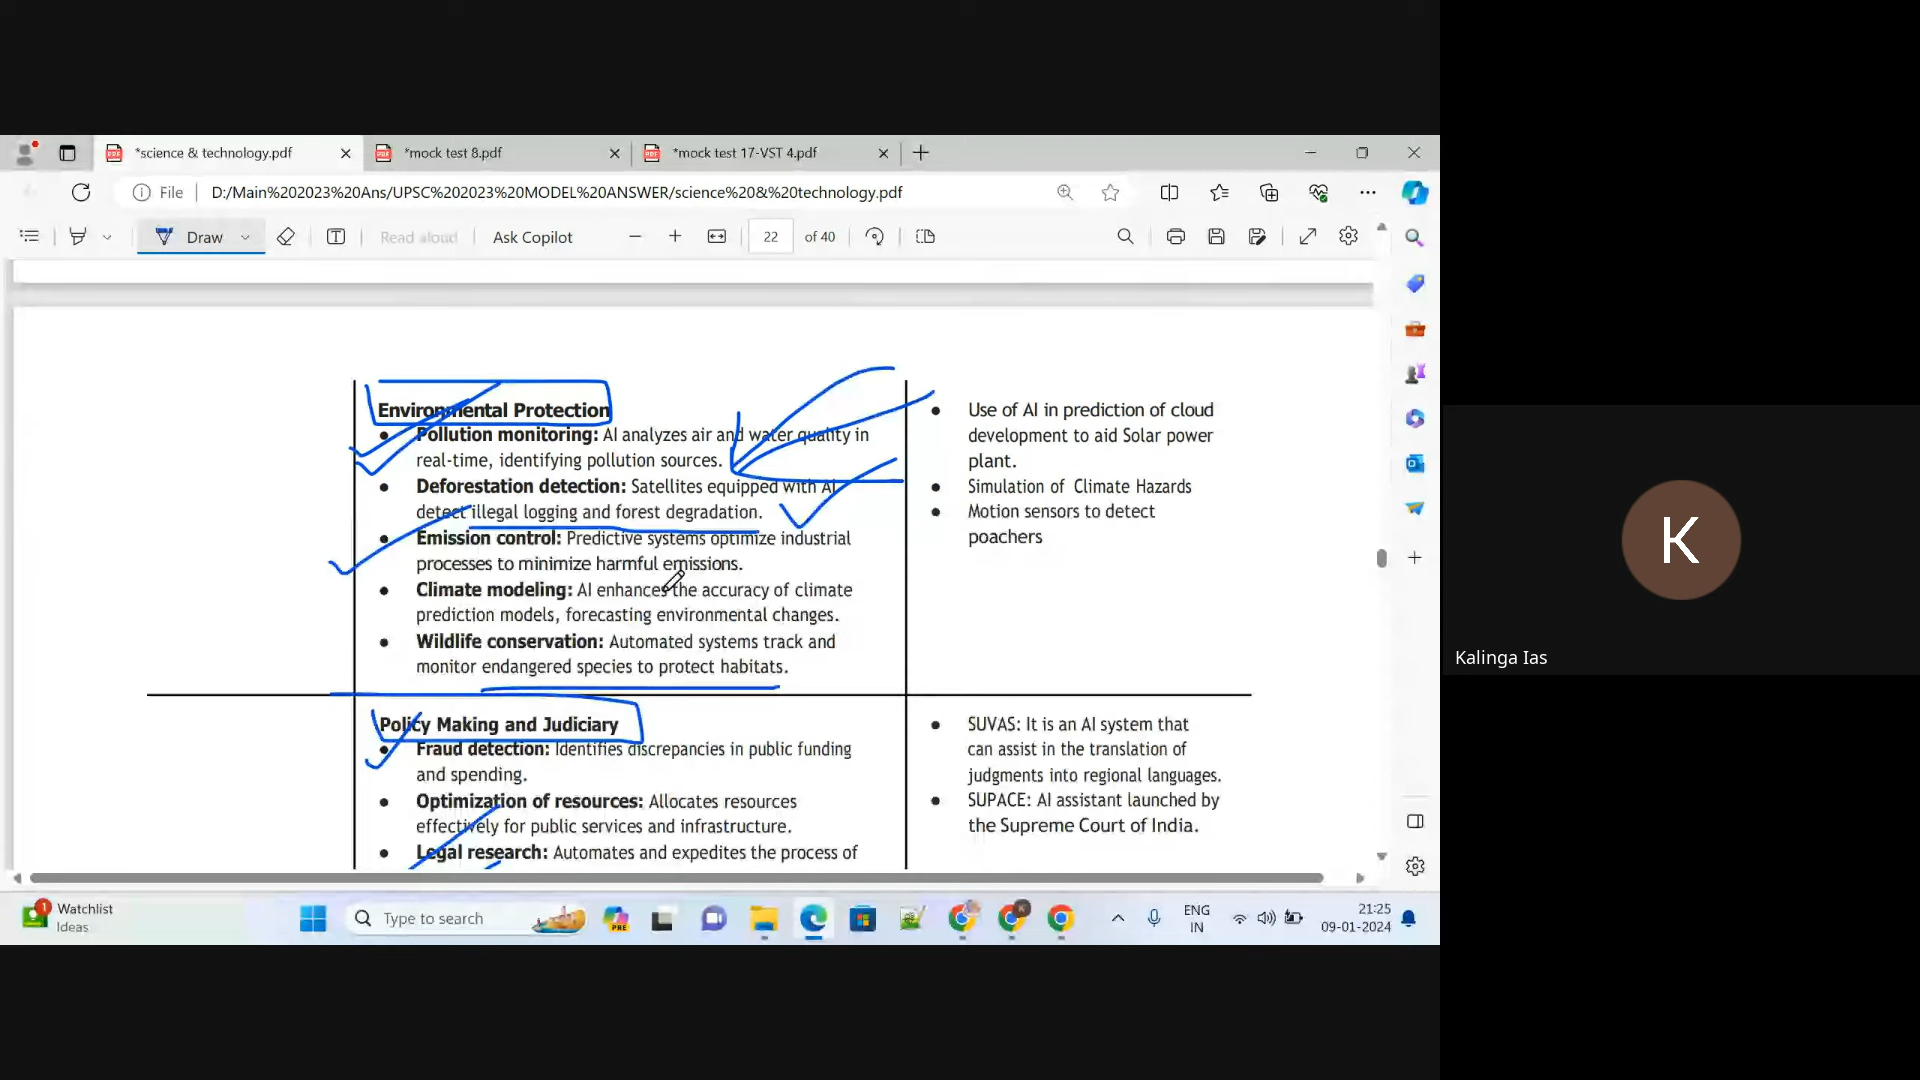 *science & technology.pdf
*mock test 8.pdf
*mock test 17-VST 4.pdf
File
D:/Main%202023%20Ans/UPSC%202023%20MODEL%20ANSWER/science%20&%20technology.pdf
Draw
Read aloud
Ask Copilot
22
of 40
Environmental Protection
● Pollution monitoring: AI analyzes air and water quality in
real-time, identifying pollution sources.
● Deforestation detection: Satellites equipped with AI
detect illegal logging and forest degradation.
● Emission control: Predictive systems optimize industrial
processes to minimize harmful emissions.
● Climate modeling: AI enhances the accuracy of climate
prediction models, forecasting environmental changes.
● Wildlife conservation: Automated systems track and
monitor endangered species to protect habitats.
● Use of AI in prediction of cloud
development to aid Solar power
plant.
● Simulation of Climate Hazards
● Motion sensors to detect
poachers
Policy Making and Judiciary
● Fraud detection: Identifies discrepancies in public funding
and spending.
● Optimization of resources: Allocates resources
effectively for public services and infrastructure.
● Legal research: Automates and expedites the process of
● SUVAS: It is an AI system that
can assist in the translation of
judgments into regional languages.
● SUPACE: AI assistant launched by
the Supreme Court of India.
K
Kalinga Ias
1
Watchlist
Ideas
Type to search
PRE
ENG
IN
21:25
09-01-2024